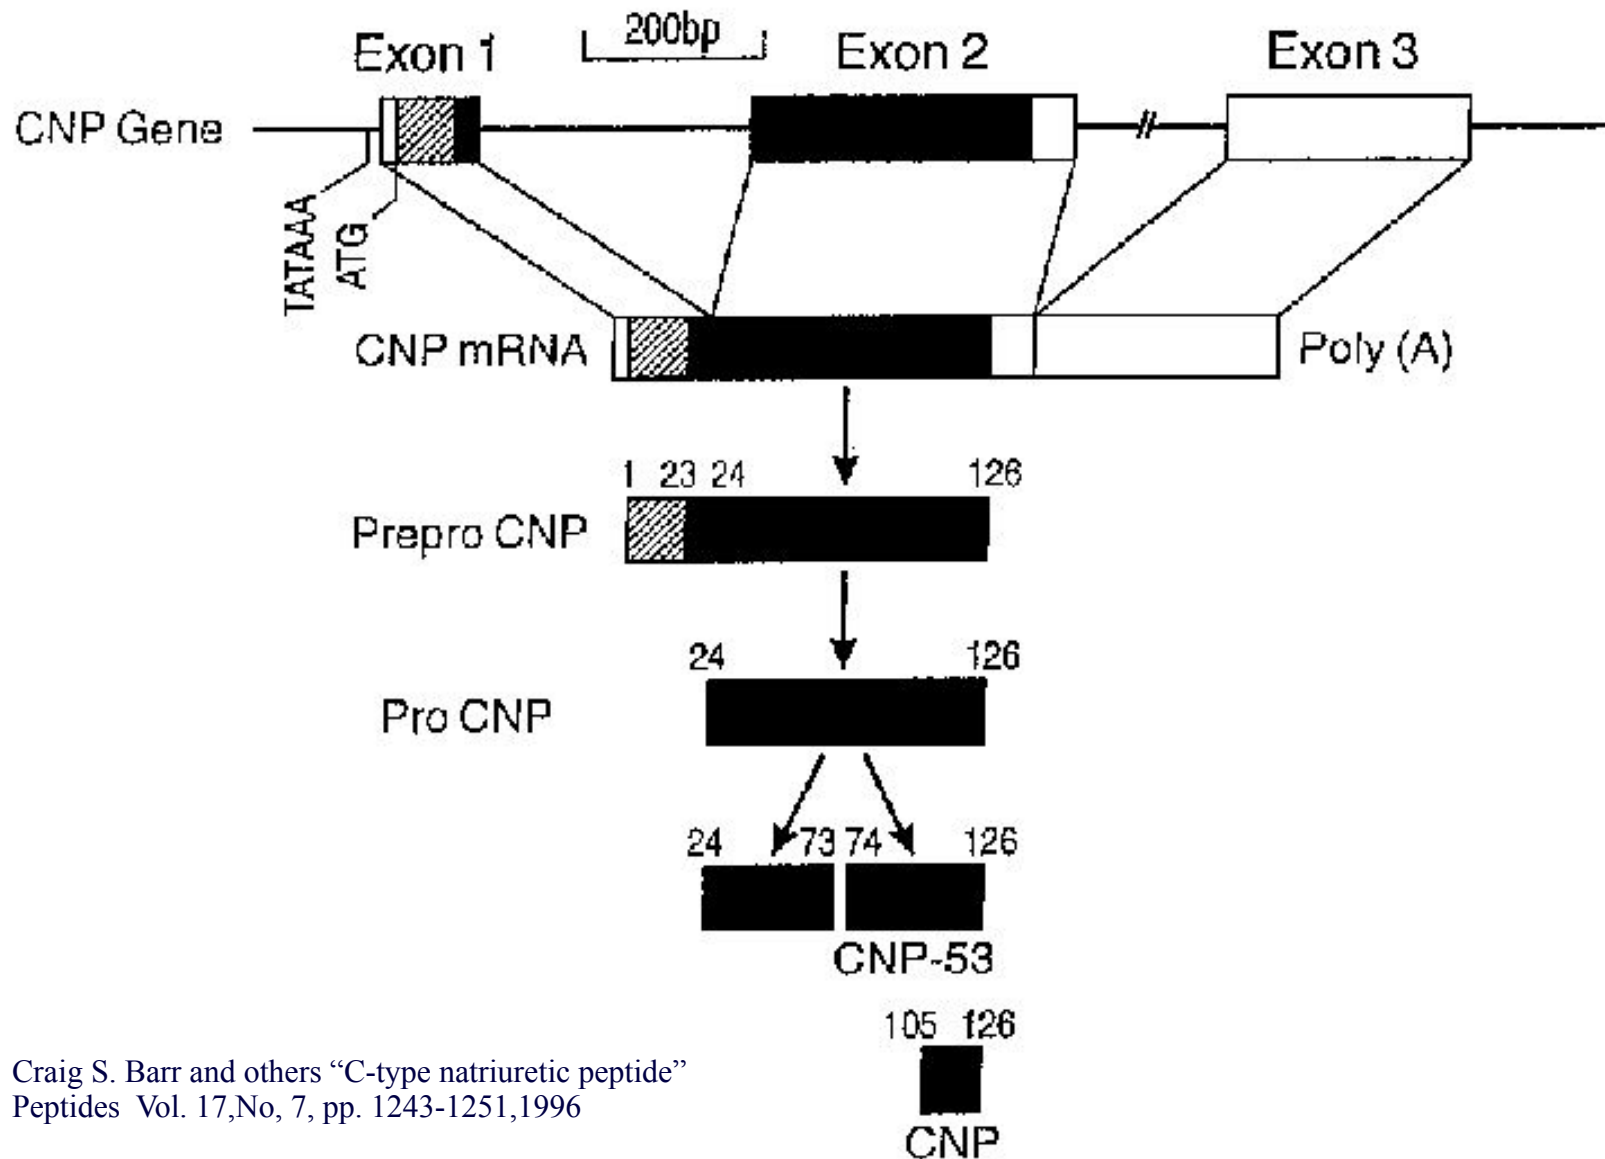 200bp
Exon 1
Exon 2
Exon 3
CNP Gene
TATAAA
ATG
CNP mRNA
Poly (A)
1 23 24 126
Prepro CNP
24 126
Pro CNP
24 73 74 126
CNP-53
105 126
CNP
Craig S. Barr and others “C-type natriuretic peptide”
Peptides Vol. 17,No, 7, pp. 1243-1251,1996